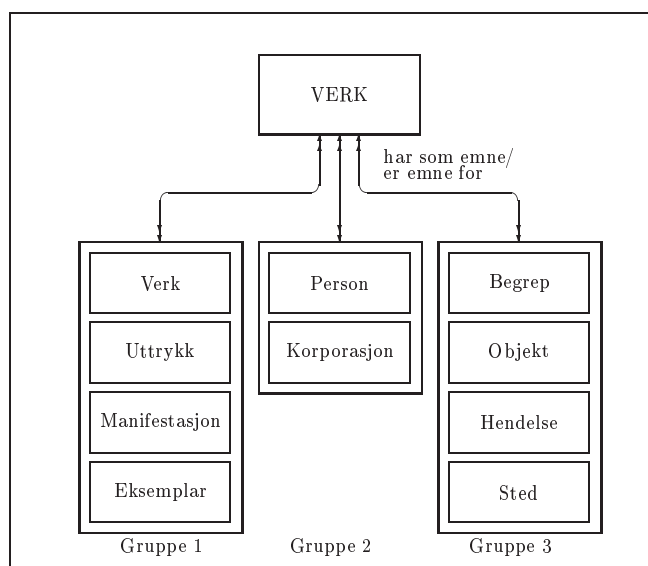 VERK
har som emne/
er emne for
Verk
Uttrykk
Manifestasjon
Eksemplar
Gruppe 1
Person
Korporasjon
Gruppe 2
Begrep
Objekt
Hendelse
Sted
Gruppe 3